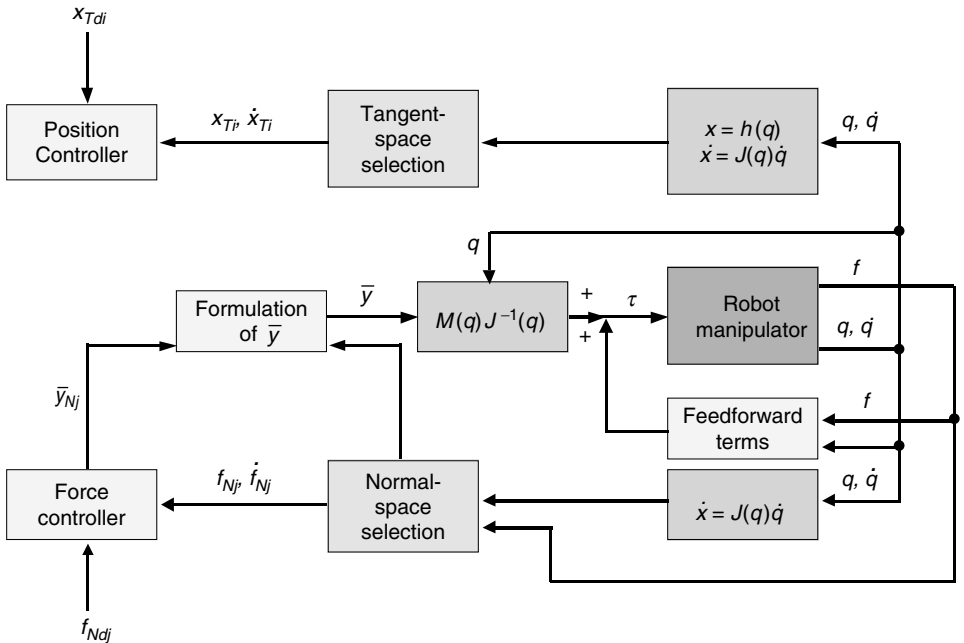 x_{Tdi}
Position
Controller
x_{Ti}, ẋ_{Ti}
Tangent-
space
selection
x = h(q)
ẋ = J(q)q̇
q, q̇
q
Formulation
of y̅
y̅
M(q) J^{-1}(q)
+
+
τ
Robot
manipulator
f
q, q̇
y̅_{Nj}
Feedforward
terms
f
Force
controller
f_{Nj}, ḟ_{Nj}
Normal-
space
selection
ẋ = J(q)q̇
q, q̇
f_{Ndj}